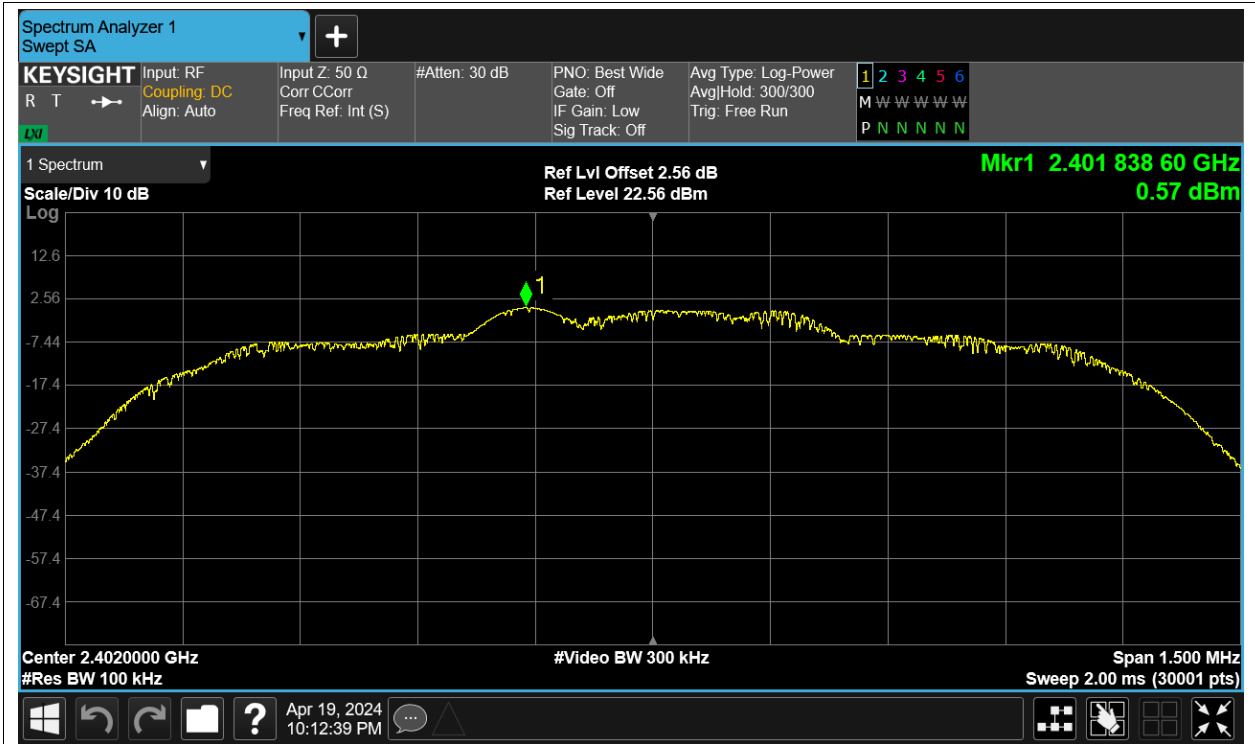 Spectrum Analyzer 1
Swept SA
KEYSIGHT
R T
LXI
Input: RF
Coupling: DC
Align: Auto
Input Z: 50 Ω
Corr CCorr
Freq Ref: Int (S)
#Atten: 30 dB
PNO: Best Wide
Gate: Off
IF Gain: Low
Sig Track: Off
Avg Type: Log-Power
Avg|Hold: 300/300
Trig: Free Run
1 2 3 4 5 6
M W W W W W W
P N N N N N N
1 Spectrum
Scale/Div 10 dB
Log
Ref Lvl Offset 2.56 dB
Ref Level 22.56 dBm
Mkr1 2.401 838 60 GHz
0.57 dBm
1
12.6
2.56
-7.44
-17.4
-27.4
-37.4
-47.4
-57.4
-67.4
Center 2.4020000 GHz
#Res BW 100 kHz
#Video BW 300 kHz
Span 1.500 MHz
Sweep 2.00 ms (30001 pts)
?
Apr 19, 2024
10:12:39 PM